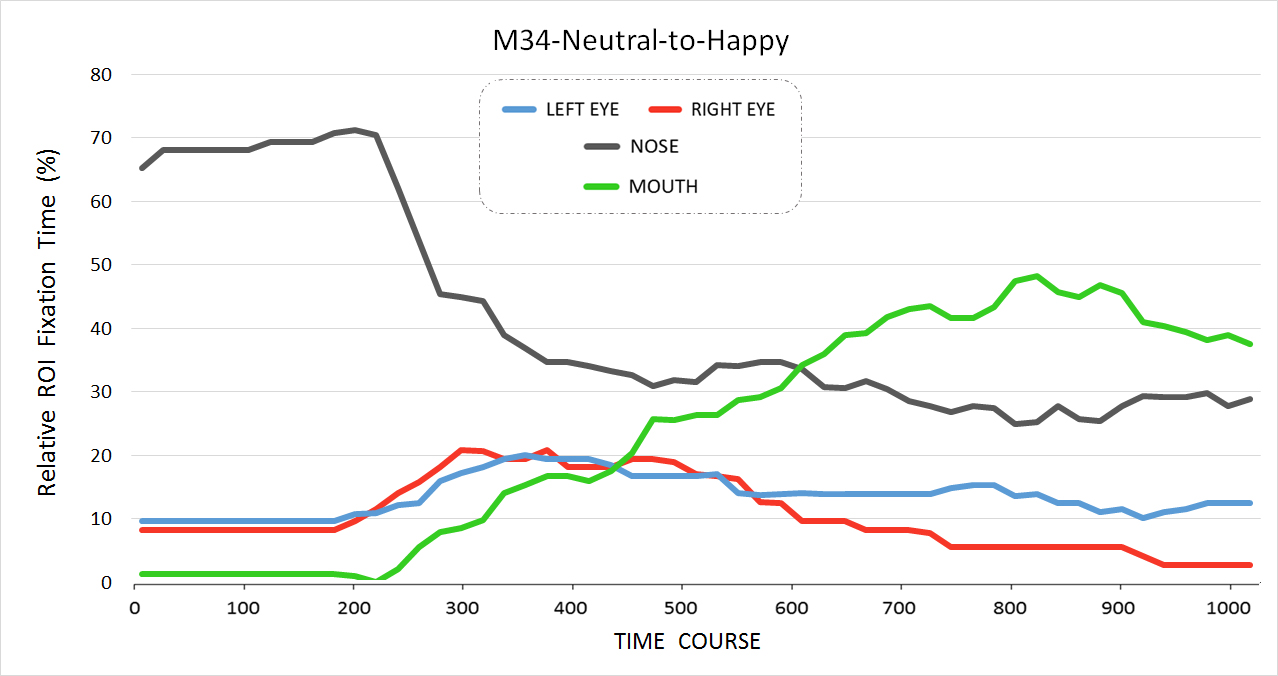 M34-Neutral-to-Happy
80
LEFT EYE RIGHT EYE
NOSE
MOUTH
70
60
50
40
30
20
10
0
Relative ROI Fixation Time (%)
0 100 200 300 400 500 600 700 800 900 1000
TIME COURSE